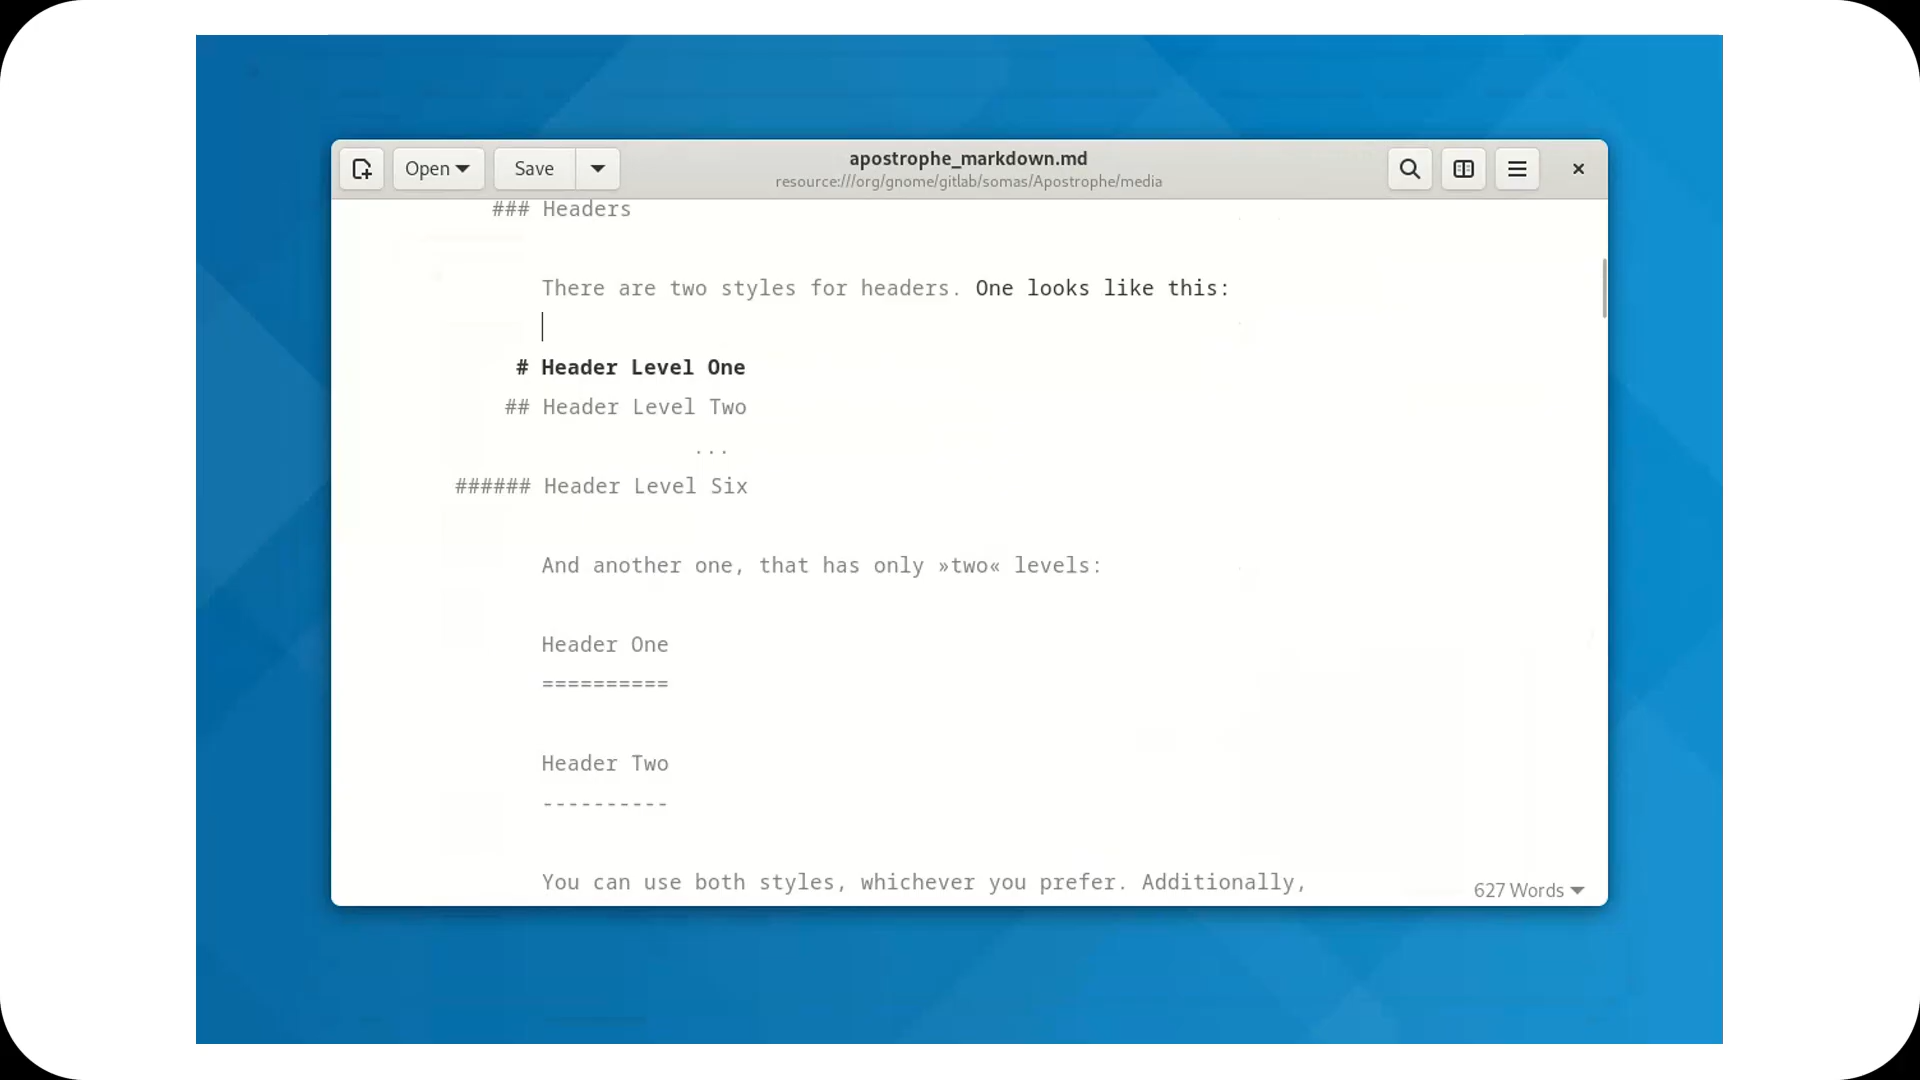 Open
Save
apostrophe_markdown.md
resource:///org/gnome/gitlab/somas/Apostrophe/media
### Headers
There are two styles for headers. One looks like this:
# Header Level One
## Header Level Two
...
###### Header Level Six
And another one, that has only »two« levels:
Header One
==========
Header Two
----------
You can use both styles, whichever you prefer. Additionally,
627 Words